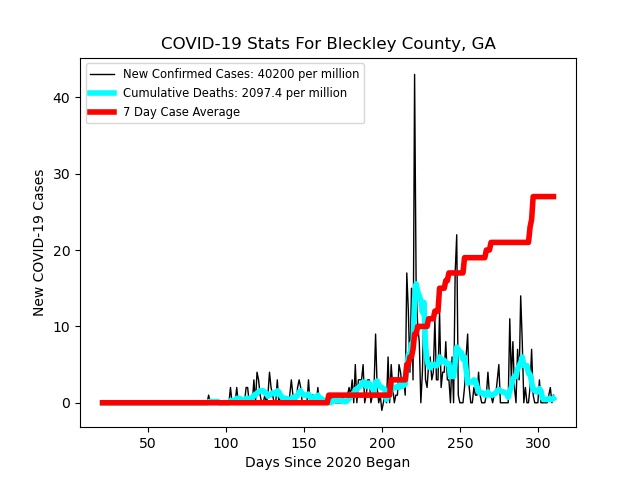 COVID-19 Stats For Bleckley County, GA
New Confirmed Cases: 40200 per million
Cumulative Deaths: 2097.4 per million
7 Day Case Average
New COVID-19 Cases
40
30
20
10
0
50 100 150 200 250 300
Days Since 2020 Began